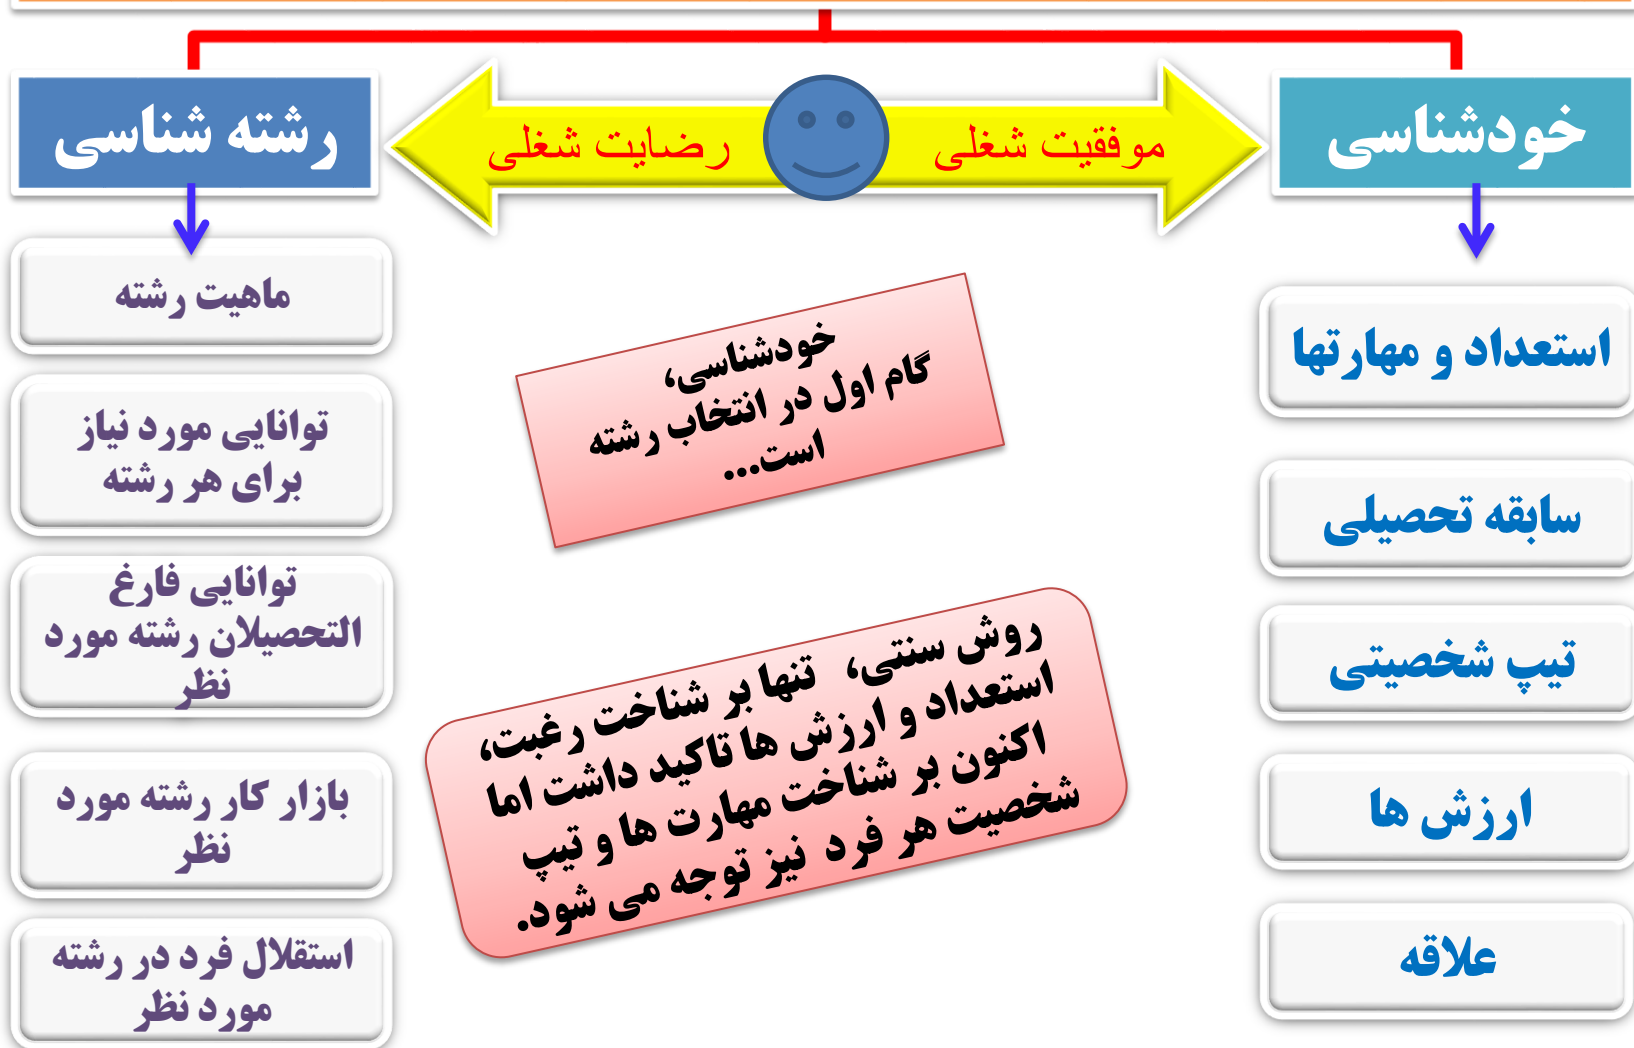 خودشناسی
موفقیت شغلی
رضایت شغلی
رشته شناسی
استعداد و مهارتها
سابقه تحصیلی
تیپ شخصیتی
ارزش ها
علاقه
خودشناسی،
گام اول در انتخاب رشته
است...
روش سنتی، تنها بر شناخت رغبت،
استعداد و ارزش ها تاکید داشت اما
اکنون بر شناخت مهارت ها و تیپ
شخصیت هر فرد نیز توجه می شود.
ماهیت رشته
توانایی مورد نیاز
برای هر رشته
توانایی فارغ
التحصیلان رشته مورد
نظر
بازار کار رشته مورد
نظر
استقلال فرد در رشته
مورد نظر